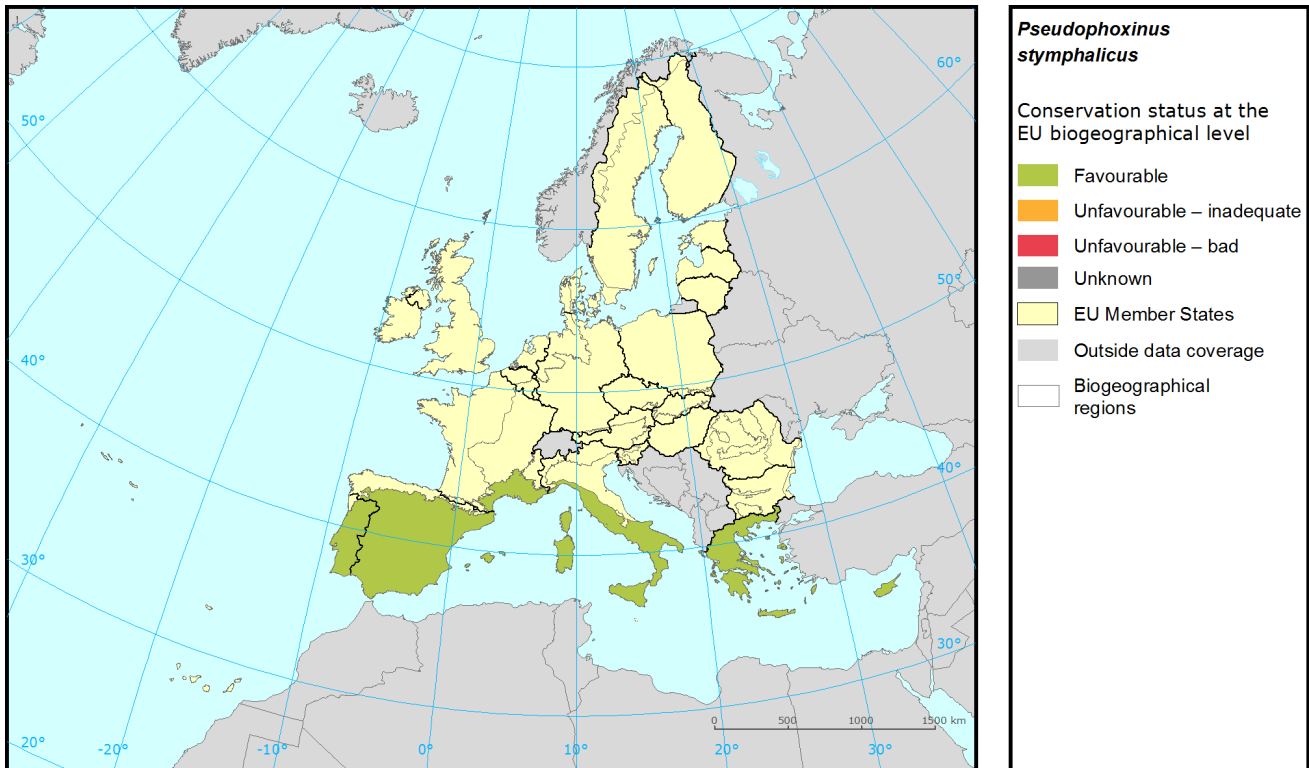 60°
50°
50°
40°
40°
30°
30°
20°
-20°
-10°
0°
10°
20°
30°
0 500 1000 1500 km
Pseudophoxinus
stymphalicus
Conservation status at the
EU biogeographical level
Favourable
Unfavourable – inadequate
Unfavourable – bad
Unknown
EU Member States
Outside data coverage
Biogeographical
regions